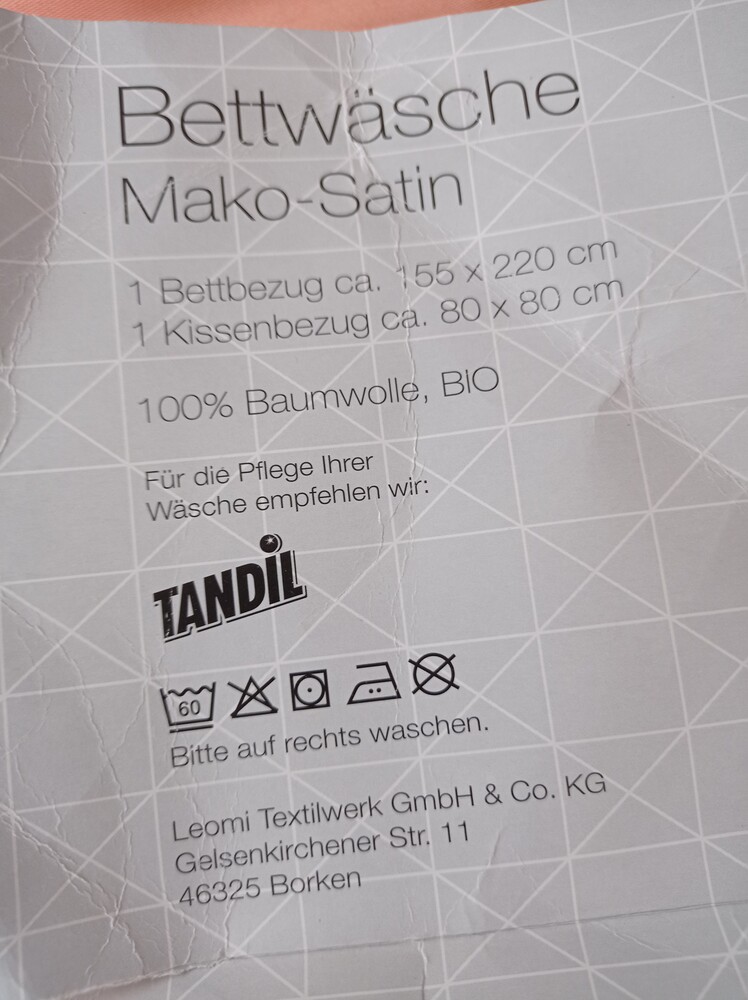 Bettwäsche
Mako-Satin
1 Bettbezug ca. 155 x 220 cm
1 Kissenbezug ca. 80 x 80 cm
100% Baumwolle, BIO
Für die Pflege Ihrer
Wäsche empfehlen wir:
TANDIL
60
Bitte auf rechts waschen.
Leomi Textilwerk GmbH & Co. KG
Gelsenkirchener Str. 11
46325 Borken